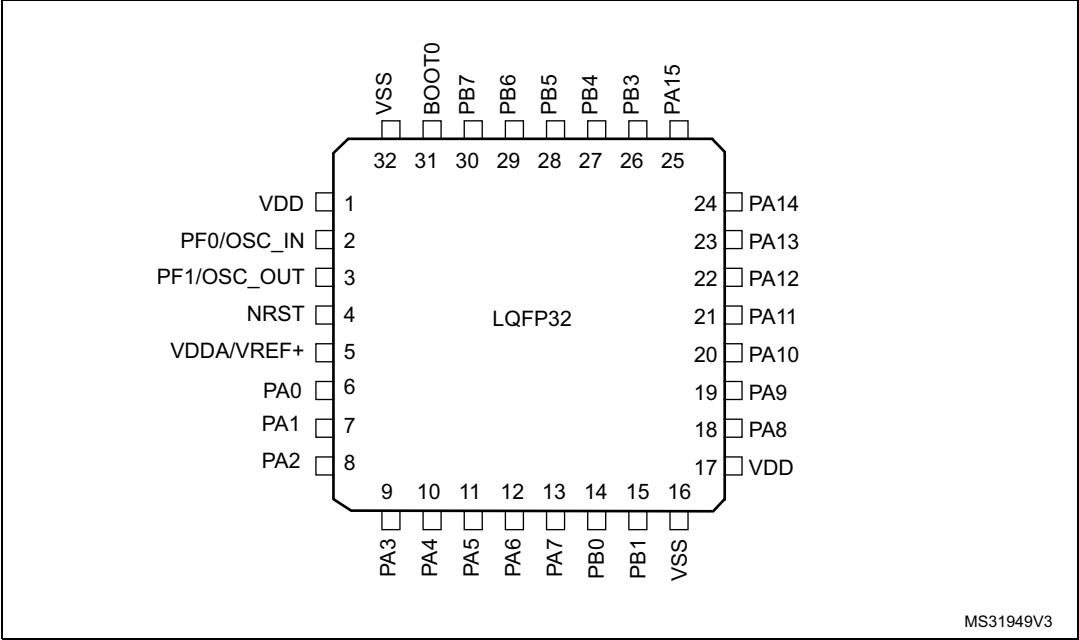 VSS BOOT0 PB7 PB6 PB5 PB4 PB3 PA15
32 31 30 29 28 27 26 25
VDD 1 24 PA14
PF0/OSC_IN 2 23 PA13
PF1/OSC_OUT 3 22 PA12
NRST 4 LQFP32 21 PA11
VDDA/VREF+ 5 20 PA10
PA0 6 19 PA9
PA1 7 18 PA8
PA2 8 17 VDD
9 10 11 12 13 14 15 16
PA3 PA4 PA5 PA6 PA7 PB0 PB1 VSS
MS31949V3